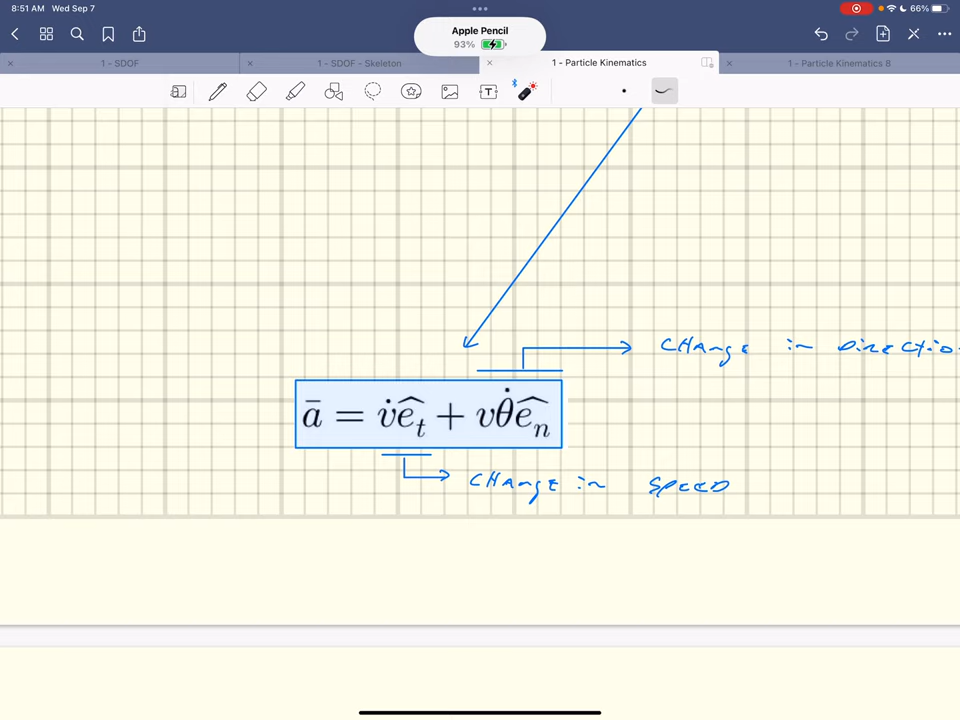 8:51 AM Wed Sep 7
66%
Apple Pencil
93%
1 - SDOF
1 - SDOF - Skeleton
1 - Particle Kinematics
1 - Particle Kinematics 8
T
CHAngE in DirECtio
ā = v̇ê_t + vθ̇ê_n
CHAngE in SPEED